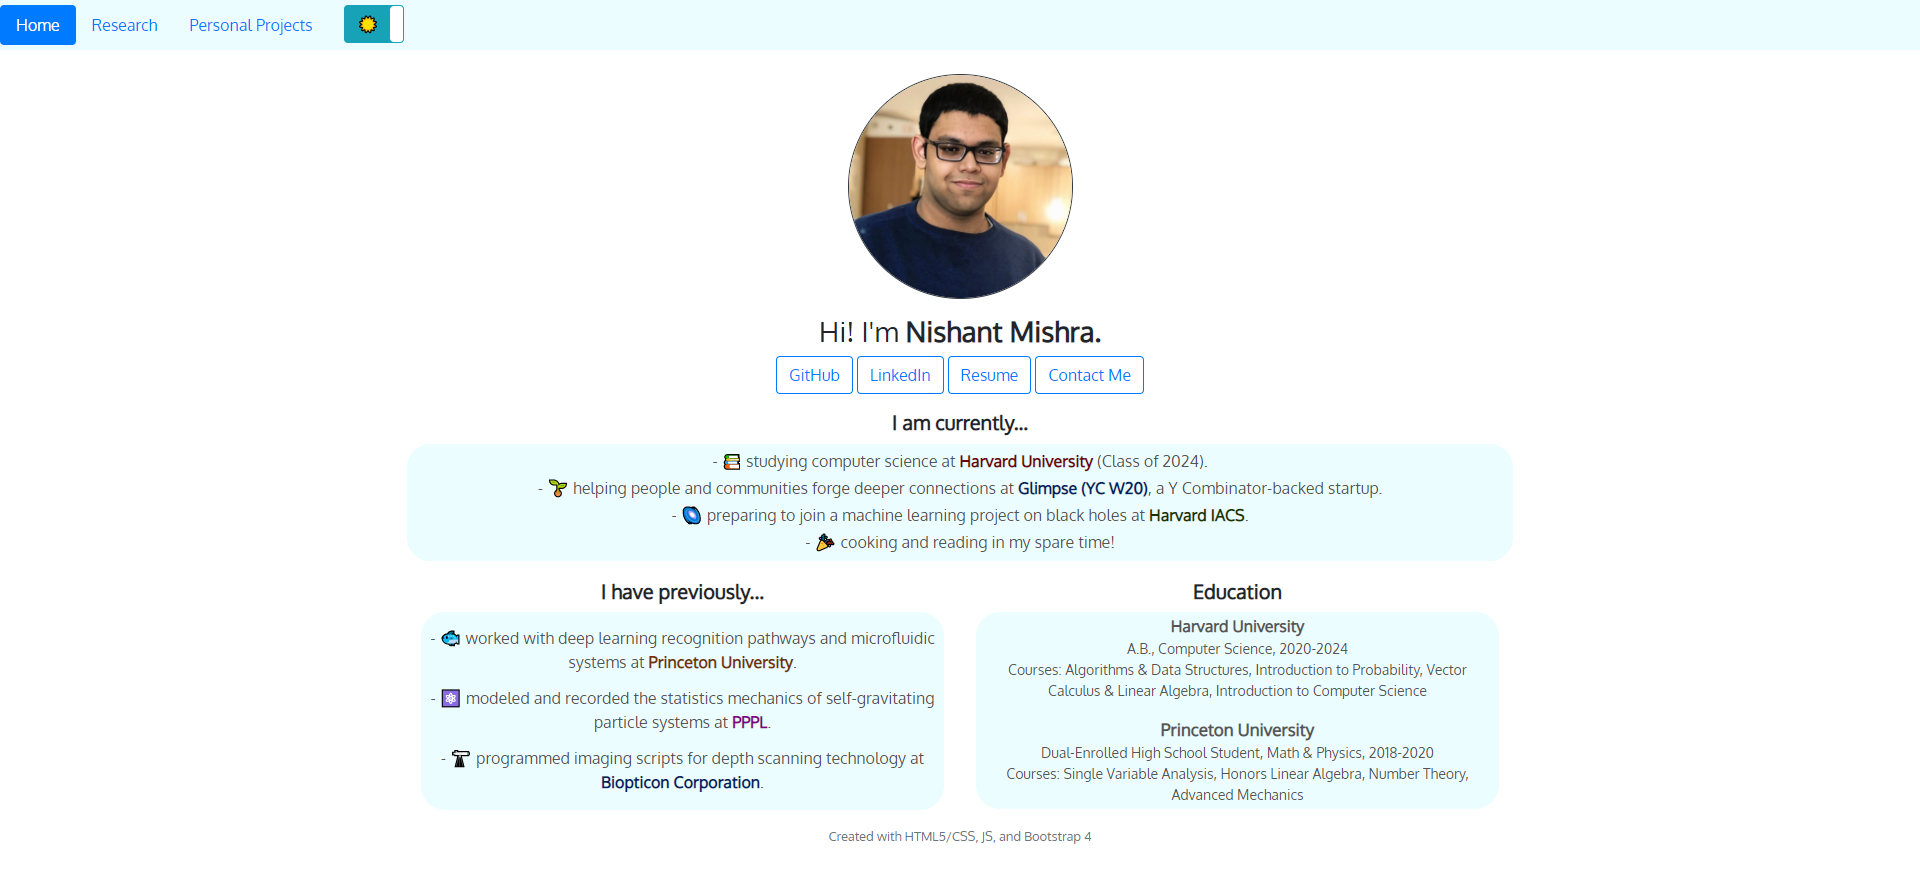 Home Research Personal Projects
Hi! I'm Nishant Mishra.
GitHub LinkedIn Resume Contact Me
I am currently...
- studying computer science at Harvard University (Class of 2024).
- helping people and communities forge deeper connections at Glimpse (YC W20), a Y Combinator-backed startup.
- preparing to join a machine learning project on black holes at Harvard IACS.
- cooking and reading in my spare time!
I have previously...
- worked with deep learning recognition pathways and microfluidic
systems at Princeton University.
- modeled and recorded the statistics mechanics of self-gravitating
particle systems at PPPL.
- programmed imaging scripts for depth scanning technology at
Biopticon Corporation.
Education
Harvard University
A.B., Computer Science, 2020-2024
Courses: Algorithms & Data Structures, Introduction to Probability, Vector
Calculus & Linear Algebra, Introduction to Computer Science
Princeton University
Dual-Enrolled High School Student, Math & Physics, 2018-2020
Courses: Single Variable Analysis, Honors Linear Algebra, Number Theory,
Advanced Mechanics
Created with HTML5/CSS, JS, and Bootstrap 4